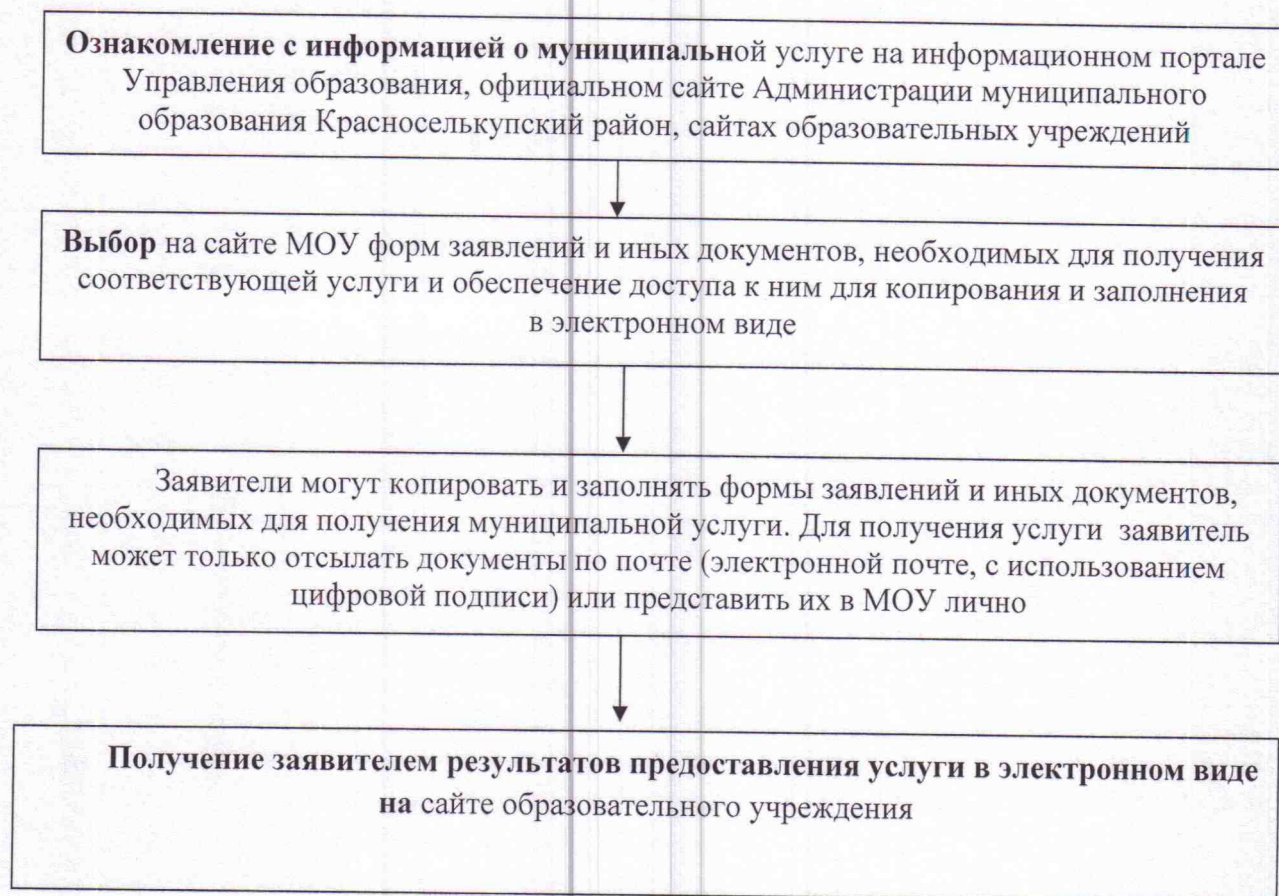 Ознакомление с информацией о муниципальной услуге на информационном портале
Управления образования, официальном сайте Администрации муниципального
образования Красноселькупский район, сайтах образовательных учреждений
Выбор на сайте МОУ форм заявлений и иных документов, необходимых для получения
соответствующей услуги и обеспечение доступа к ним для копирования и заполнения
в электронном виде
Заявители могут копировать и заполнять формы заявлений и иных документов,
необходимых для получения муниципальной услуги. Для получения услуги заявитель
может только отсылать документы по почте (электронной почте, с использованием
цифровой подписи) или представить их в МОУ лично
Получение заявителем результатов предоставления услуги в электронном виде
на сайте образовательного учреждения